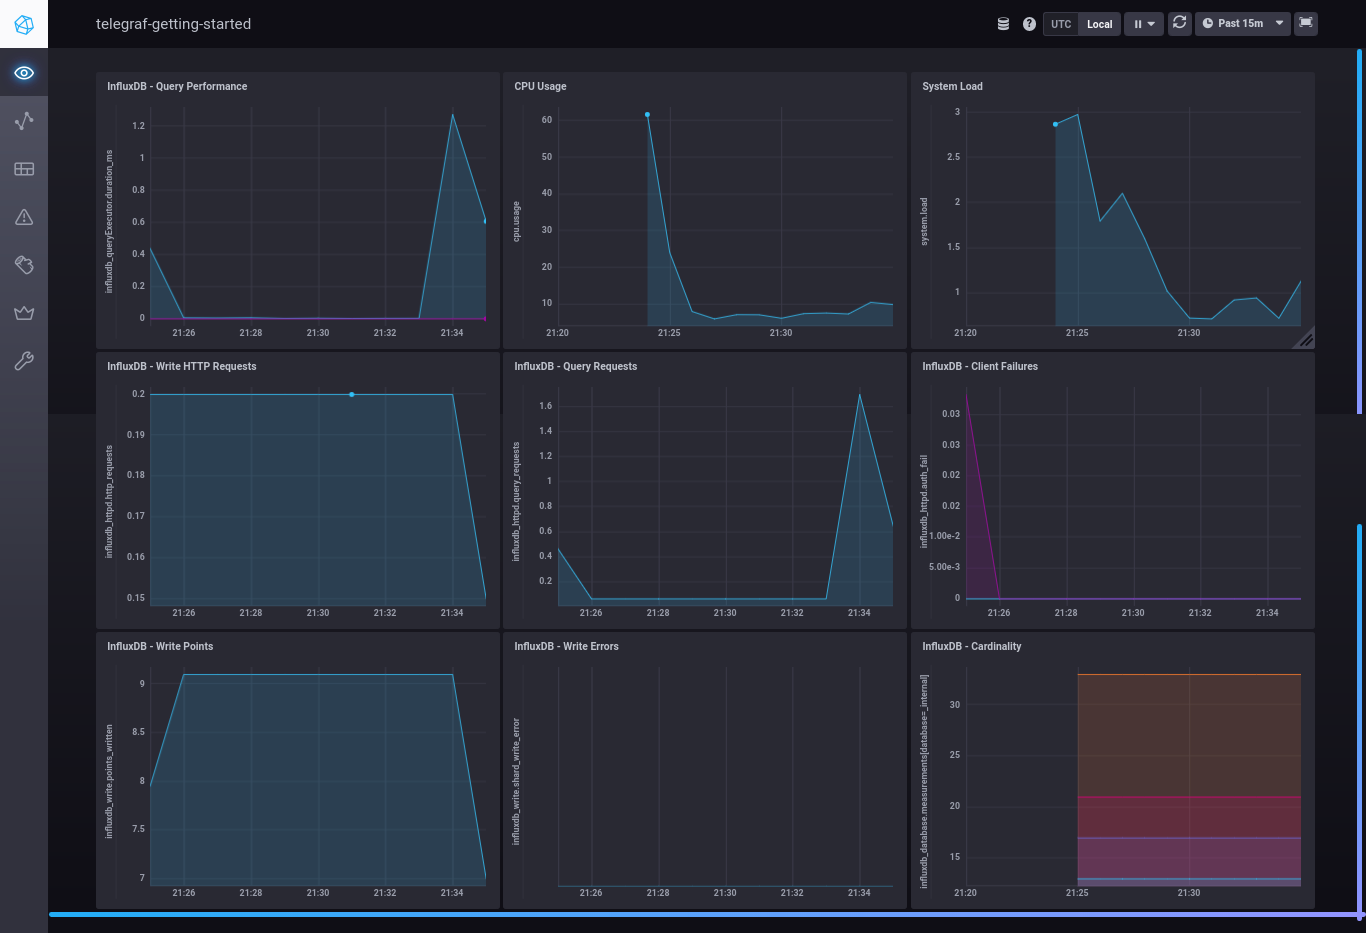 telegraf-getting-started
UTC Local Past 15m
InfluxDB - Query Performance
influxdb_queryExecutor.duration_ms
1.2
1
0.8
0.6
0.4
0.2
0
21:26 21:28 21:30 21:32 21:34
CPU Usage
cpu.usage
60
50
40
30
20
10
21:20 21:25 21:30
System Load
system.load
3
2.5
2
1.5
1
21:20 21:25 21:30
InfluxDB - Write HTTP Requests
influxdb_httpd.http_requests
0.2
0.19
0.18
0.17
0.16
0.15
21:26 21:28 21:30 21:32 21:34
InfluxDB - Query Requests
influxdb_httpd.query_requests
1.6
1.4
1.2
1
0.8
0.6
0.4
0.2
21:26 21:28 21:30 21:32 21:34
InfluxDB - Client Failures
influxdb_httpd.auth_fail
0.03
0.03
0.02
0.02
1.00e-2
5.00e-3
0
21:26 21:28 21:30 21:32 21:34
InfluxDB - Write Points
influxdb_write.points_written
9
8.5
8
7.5
7
21:26 21:28 21:30 21:32 21:34
InfluxDB - Write Errors
influxdb_write.shard_write_error
21:26 21:28 21:30 21:32 21:34
InfluxDB - Cardinality
influxdb_database.measurements[database=_internal]
30
25
20
15
21:20 21:25 21:30